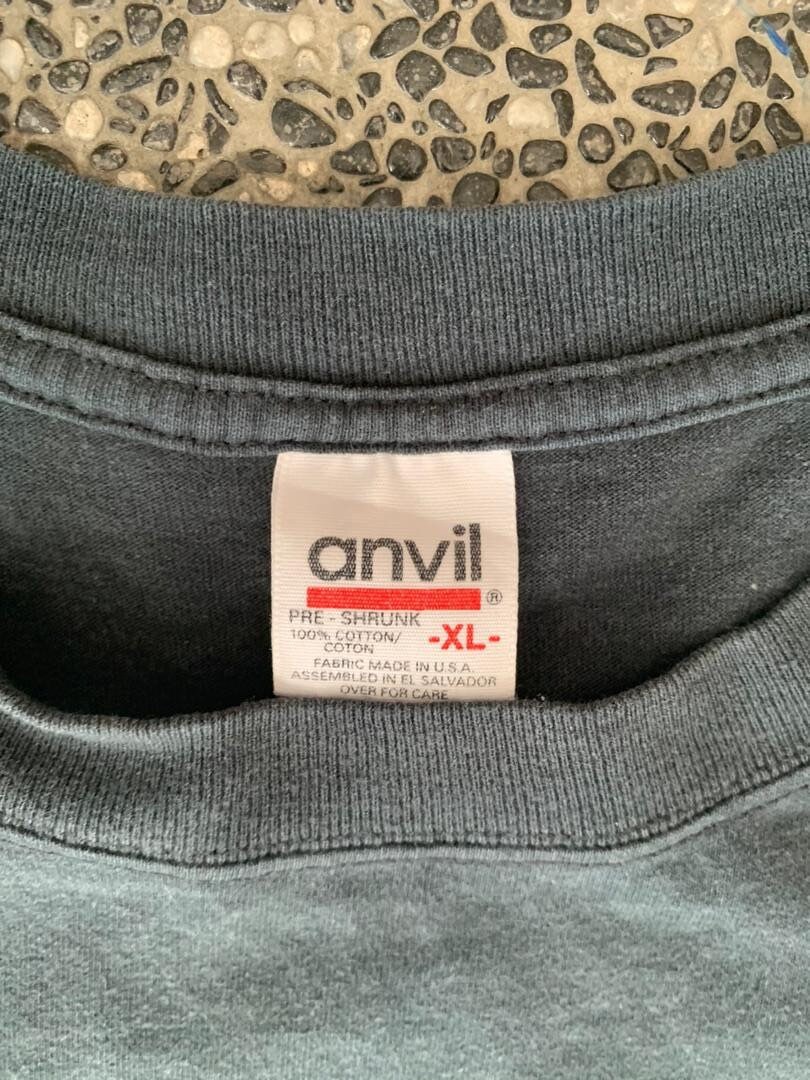 anvil
®
PRE - SHRUNK
100% COTTON/
COTON
-XL-
FABRIC MADE IN U.S.A.
ASSEMBLED IN EL SALVADOR
OVER FOR CARE